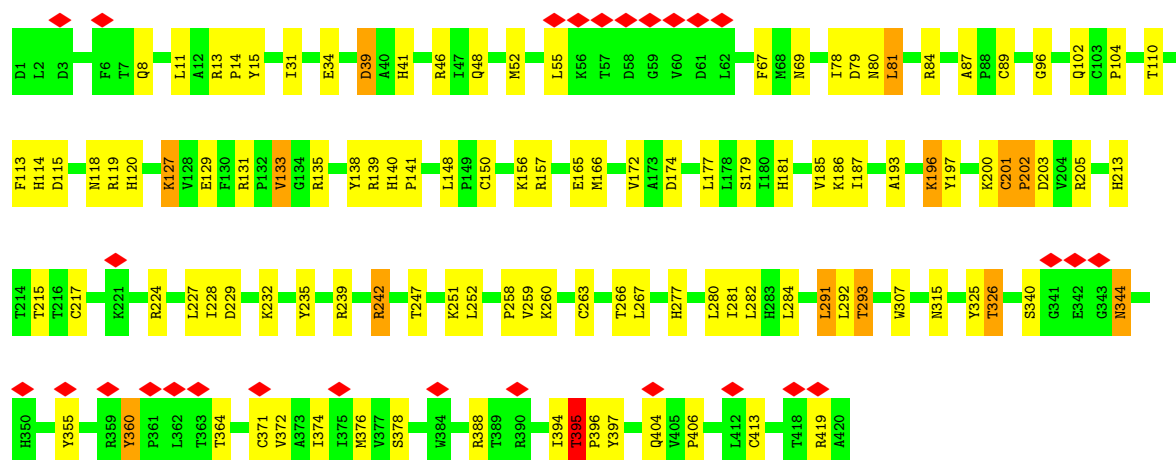 D1 L2 D3 F6 T7 Q8 L11 A12 R13 P14 Y15 I31 E34 D39 A40 H41 R46 I47 Q48 M52 L55 K56 T57 D58 G59 V60 D61 L62 F67 M68 N69 I78 D79 N80 L81 R84 A87 P88 C89 G96 Q102 C103 P104 T110
F113 H114 D115 N118 R119 H120 K127 V128 E129 F130 R131 P132 V133 G134 R135 Y138 R139 H140 P141 L148 P149 C150 K156 R157 E165 M166 V172 A173 D174 L177 L178 S179 I180 H181 V185 K186 I187 A193 K196 Y197 K200 C201 P202 D203 V204 R205 H213
T214 T215 T216 C217 K221 R224 L227 I228 D229 K232 Y235 R239 R242 T247 K251 L252 P258 V259 K260 C263 T266 L267 H277 L280 I281 L282 H283 L284 L291 L292 T293 W307 N315 Y325 T326 S340 G341 E342 G343 N344
H350 Y355 R359 Y360 P361 L362 T363 T364 G371 V372 A373 I374 I375 M376 V377 S378 W384 R388 T389 R390 I394 T395 P396 Y397 Q404 V405 P406 L412 C413 T418 R419 A420